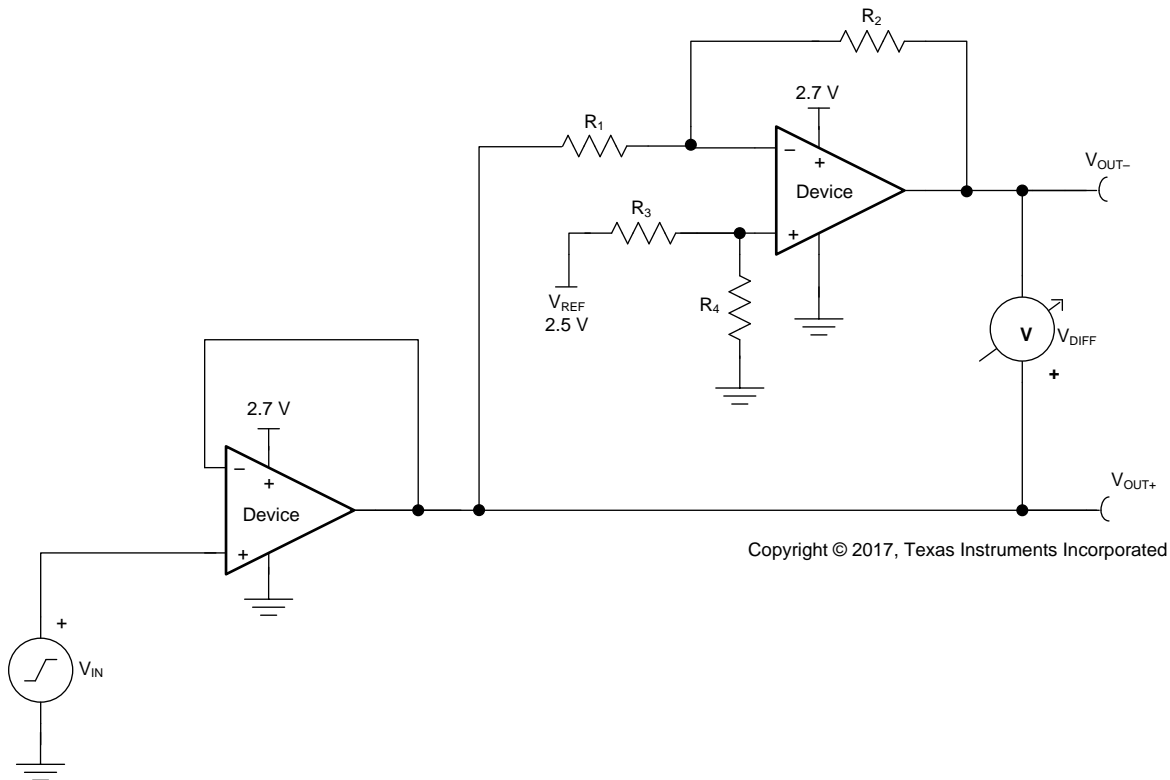 R2
2.7 V
R1
–
+
Device
VOUT–
R3
+
VREF
2.5 V
R4
V
VDIFF
+
2.7 V
–
+
Device
+
VOUT+
Copyright © 2017, Texas Instruments Incorporated
+
VIN